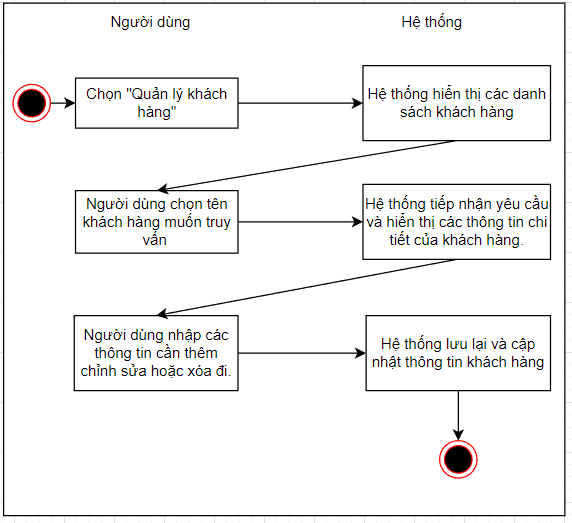 Người dùng
Hệ thống
Chọn "Quản lý khách
hàng"
Hệ thống hiển thị các danh
sách khách hàng
Người dùng chọn tên
khách hàng muốn truy
vấn
Hệ thống tiếp nhận yêu cầu
và hiển thị các thông tin chi
tiết của khách hàng.
Người dùng nhập các
thông tin cần thêm
chỉnh sửa hoặc xóa đi.
Hệ thống lưu lại và cập
nhật thông tin khách hàng